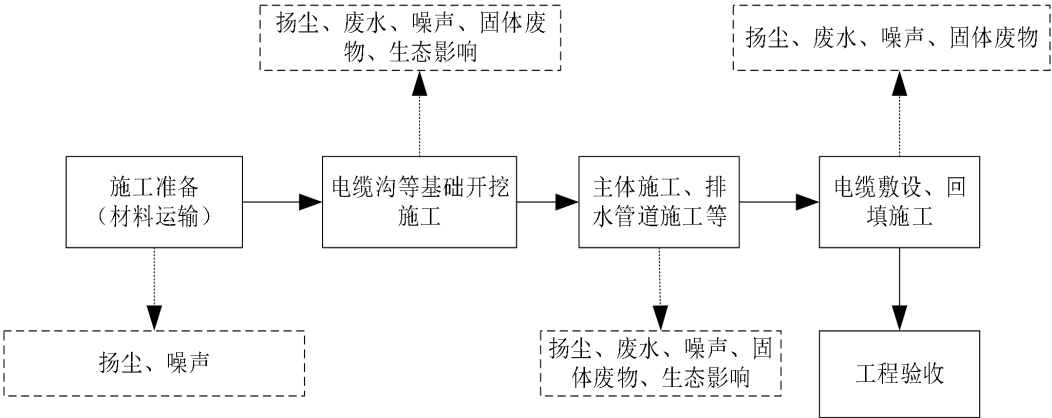 扬尘、废水、噪声、固体废
物、生态影响
扬尘、废水、噪声、固体废物
施工准备
（材料运输）
电缆沟等基础开挖
施工
主体施工、排
水管道施工等
电缆敷设、回
填施工
扬尘、噪声
扬尘、废水、噪声、固
体废物、生态影响
工程验收